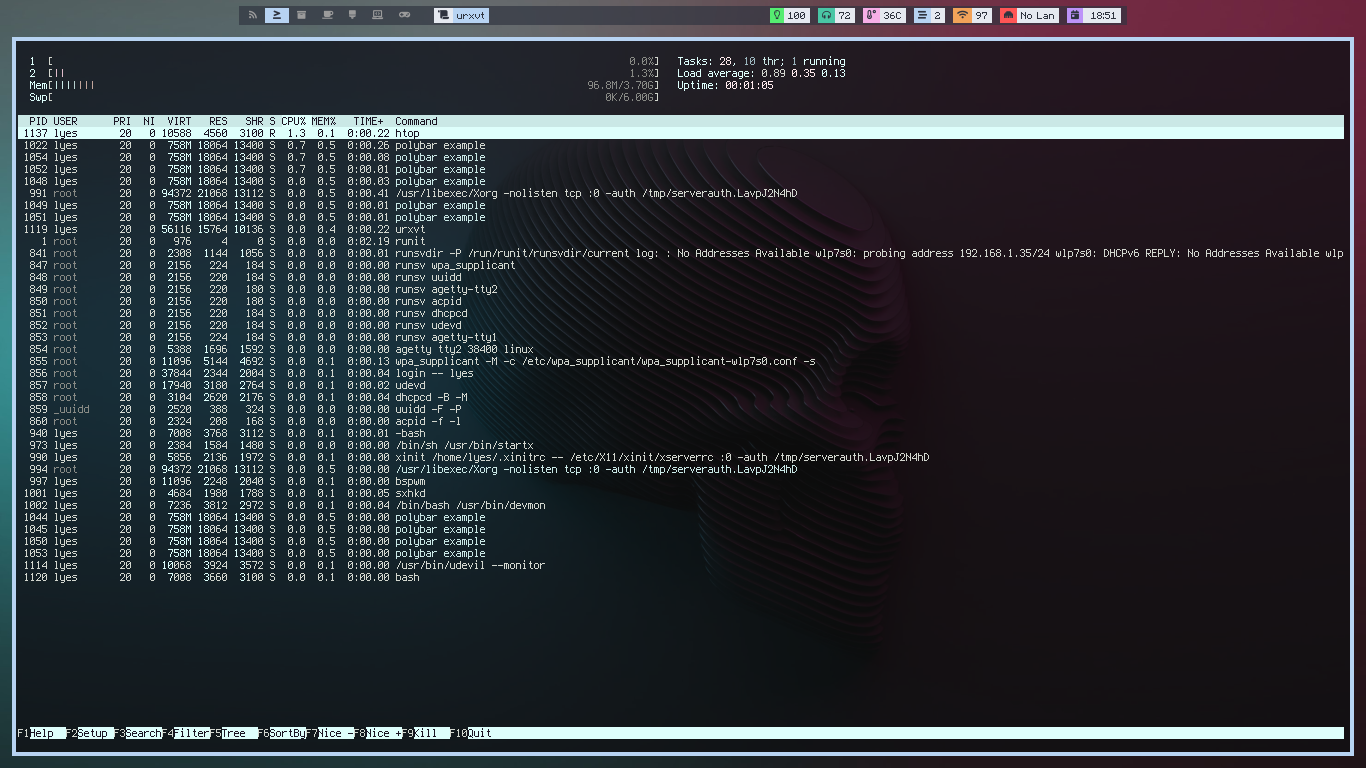 urxvt 100 72 36C 2 97 No Lan 18:51
1 [ 0.0%] Tasks: 28, 10 thr; 1 running
2 [|| 1.3%] Load average: 0.89 0.35 0.13
Mem[||||||| 96.8M/3.70G] Uptime: 00:01:05
Swp[ 0K/6.00G]
PID USER PRI NI VIRT RES SHR S CPU% MEM% TIME+ Command
1137 lyes 20 0 10588 4560 3100 R 1.3 0.1 0:00.22 htop
1022 lyes 20 0 758M 18064 13400 S 0.7 0.5 0:00.26 polybar example
1054 lyes 20 0 758M 18064 13400 S 0.7 0.5 0:00.08 polybar example
1052 lyes 20 0 758M 18064 13400 S 0.7 0.5 0:00.01 polybar example
1048 lyes 20 0 758M 18064 13400 S 0.0 0.5 0:00.03 polybar example
991 lyes 20 0 94372 21068 13112 S 0.0 0.5 0:00.41 /usr/libexec/Xorg -nolisten tcp :0 -auth /tmp/serverauth.LavpJ2N4hD
1049 lyes 20 0 758M 18064 13400 S 0.0 0.5 0:00.01 polybar example
1051 lyes 20 0 758M 18064 13400 S 0.0 0.5 0:00.01 polybar example
1119 lyes 20 0 56116 15764 10136 S 0.0 0.4 0:00.22 urxvt
1 root 20 0 976 4 0 S 0.0 0.0 0:02.19 runit
841 root 20 0 2308 1144 1056 S 0.0 0.0 0:00.01 runsvdir -P /run/runit/runsvdir/current log: : No Addresses Available wlp7s0: probing address 192.168.1.35/24 wlp7s0: DHCPv6 REPLY: No Addresses Available wlp
847 root 20 0 2156 224 184 S 0.0 0.0 0:00.00 runsv wpa_supplicant
848 root 20 0 2156 220 184 S 0.0 0.0 0:00.00 runsv uuidd
849 root 20 0 2156 224 180 S 0.0 0.0 0:00.00 runsv agetty-tty2
850 root 20 0 2156 220 180 S 0.0 0.0 0:00.00 runsv acpid
851 root 20 0 2156 220 184 S 0.0 0.0 0:00.00 runsv dhcpcd
852 root 20 0 2156 220 184 S 0.0 0.0 0:00.00 runsv udevd
853 root 20 0 2156 224 184 S 0.0 0.0 0:00.00 runsv agetty-tty1
854 root 20 0 5388 1696 1592 S 0.0 0.0 0:00.00 agetty tty2 38400 linux
855 root 20 0 11096 5144 4692 S 0.0 0.1 0:00.13 wpa_supplicant -M -c /etc/wpa_supplicant/wpa_supplicant-wlp7s0.conf -s
856 root 20 0 37844 2344 2004 S 0.0 0.1 0:00.04 login -- lyes
857 root 20 0 17940 3180 2764 S 0.0 0.1 0:00.02 udevd
858 root 20 0 3104 2620 2176 S 0.0 0.1 0:00.04 dhcpcd -B -M
859 _uuidd 20 0 2520 388 324 S 0.0 0.0 0:00.00 uuidd -F -P
860 root 20 0 2324 208 168 S 0.0 0.0 0:00.00 acpid -f -l
940 lyes 20 0 7008 3768 3112 S 0.0 0.1 0:00.01 -bash
973 lyes 20 0 2384 1584 1480 S 0.0 0.0 0:00.00 /bin/sh /usr/bin/startx
990 lyes 20 0 5856 2136 1972 S 0.0 0.1 0:00.00 xinit /home/lyes/.xinitrc -- /etc/X11/xinit/xserverrc :0 -auth /tmp/serverauth.LavpJ2N4hD
994 root 20 0 94372 21068 13112 S 0.0 0.5 0:00.00 /usr/libexec/Xorg -nolisten tcp :0 -auth /tmp/serverauth.LavpJ2N4hD
997 lyes 20 0 11096 2248 2040 S 0.0 0.1 0:00.00 bspwm
1001 lyes 20 0 4684 1980 1788 S 0.0 0.1 0:00.05 sxhkd
1002 lyes 20 0 7236 3812 2972 S 0.0 0.1 0:00.04 /bin/bash /usr/bin/devmon
1044 lyes 20 0 758M 18064 13400 S 0.0 0.5 0:00.00 polybar example
1045 lyes 20 0 758M 18064 13400 S 0.0 0.5 0:00.00 polybar example
1050 lyes 20 0 758M 18064 13400 S 0.0 0.5 0:00.00 polybar example
1053 lyes 20 0 758M 18064 13400 S 0.0 0.5 0:00.00 polybar example
1114 lyes 20 0 10068 3924 3572 S 0.0 0.1 0:00.00 /usr/bin/udevil --monitor
1120 lyes 20 0 7008 3660 3100 S 0.0 0.1 0:00.00 bash
F1Help F2Setup F3SearchF4FilterF5Tree F6SortByF7Nice -F8Nice +F9Kill F10Quit